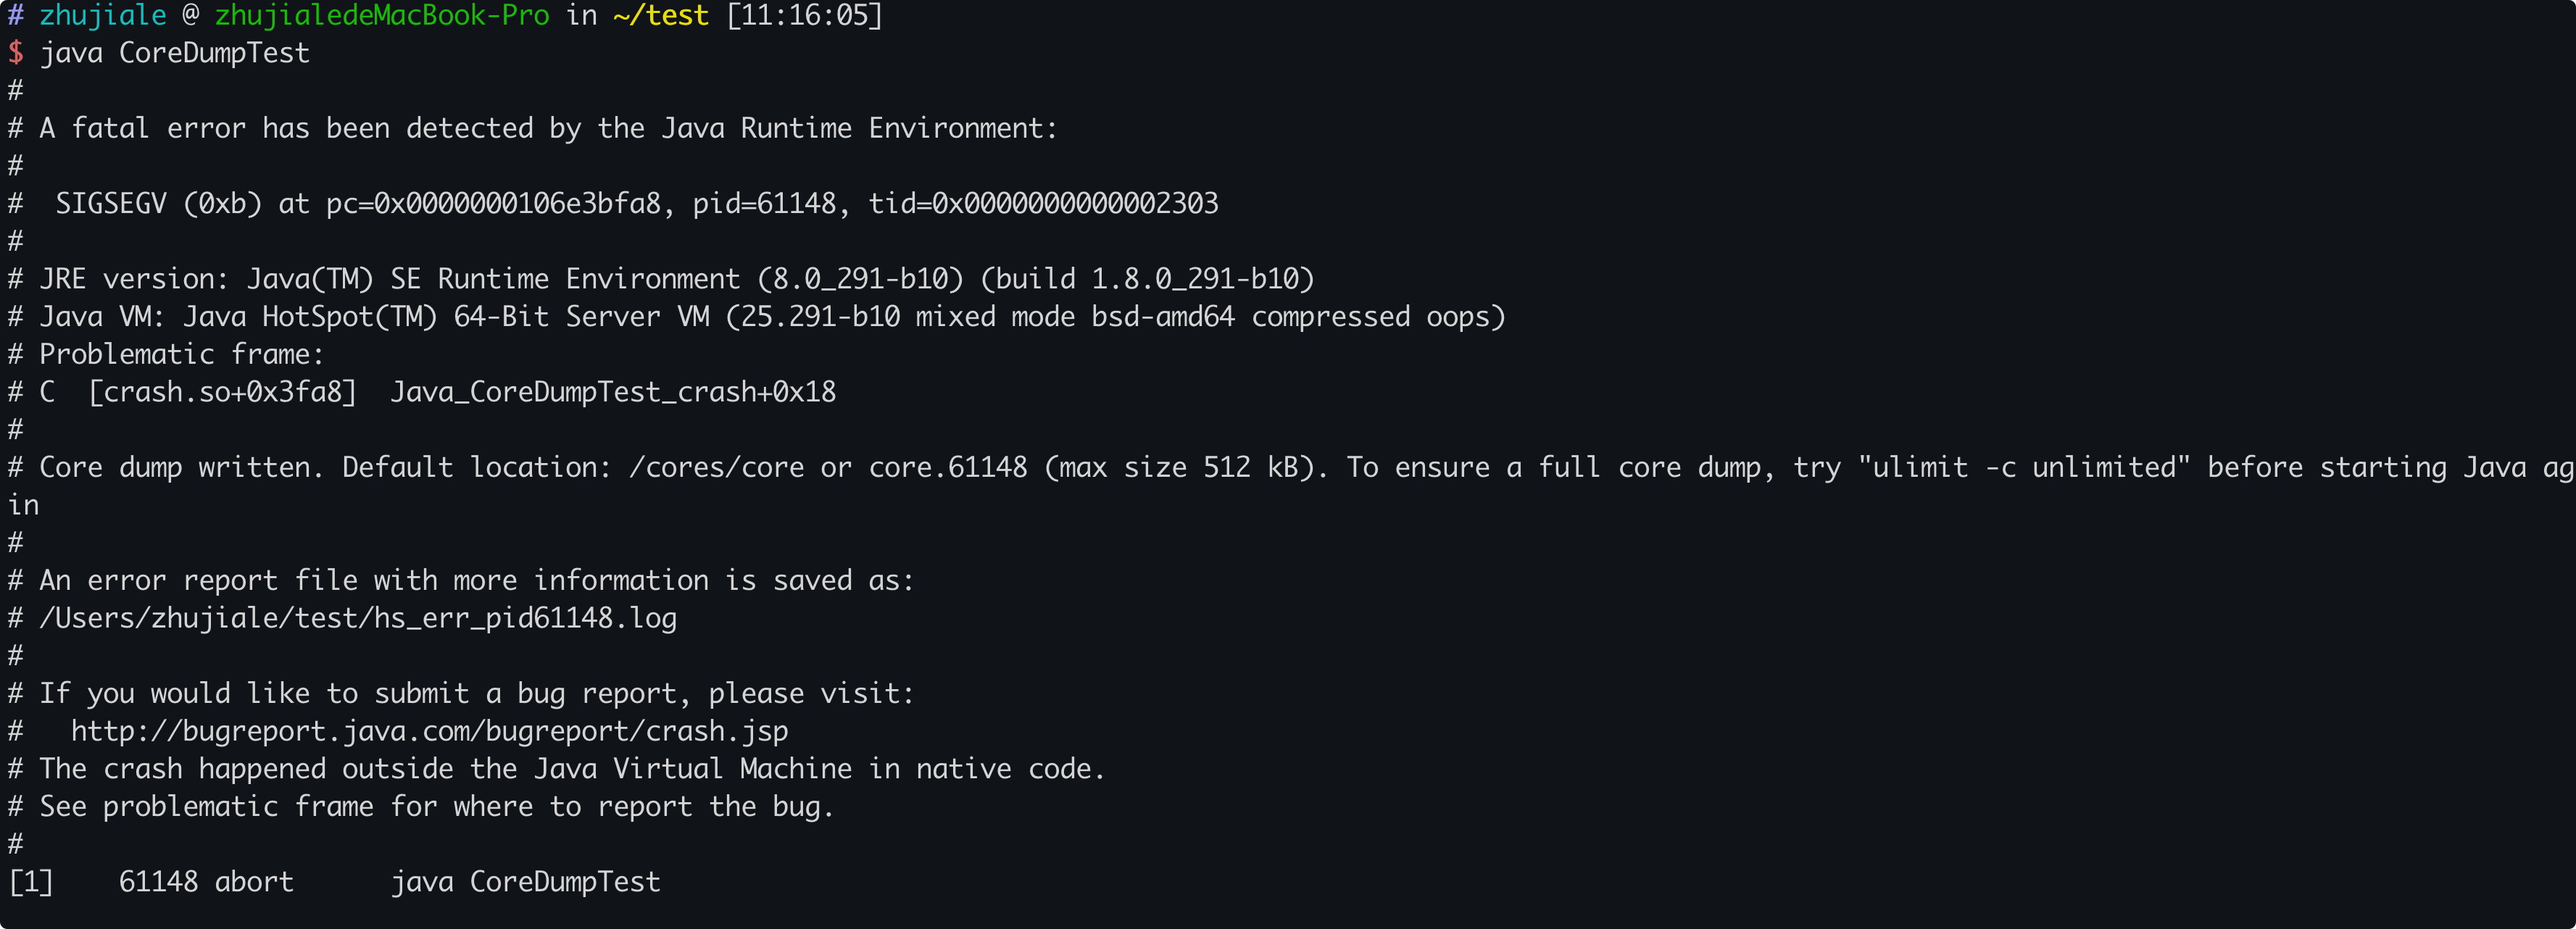 # zhujiale @ zhujialedeMacBook-Pro in ~/test [11:16:05]
$ java CoreDumpTest
#
# A fatal error has been detected by the Java Runtime Environment:
#
#  SIGSEGV (0xb) at pc=0x0000000106e3bfa8, pid=61148, tid=0x0000000000002303
#
# JRE version: Java(TM) SE Runtime Environment (8.0_291-b10) (build 1.8.0_291-b10)
# Java VM: Java HotSpot(TM) 64-Bit Server VM (25.291-b10 mixed mode bsd-amd64 compressed oops)
# Problematic frame:
# C  [crash.so+0x3fa8]  Java_CoreDumpTest_crash+0x18
#
# Core dump written. Default location: /cores/core or core.61148 (max size 512 kB). To ensure a full core dump, try "ulimit -c unlimited" before starting Java ag
in
#
# An error report file with more information is saved as:
# /Users/zhujiale/test/hs_err_pid61148.log
#
# If you would like to submit a bug report, please visit:
#   http://bugreport.java.com/bugreport/crash.jsp
# The crash happened outside the Java Virtual Machine in native code.
# See problematic frame for where to report the bug.
#
[1]    61148 abort      java CoreDumpTest